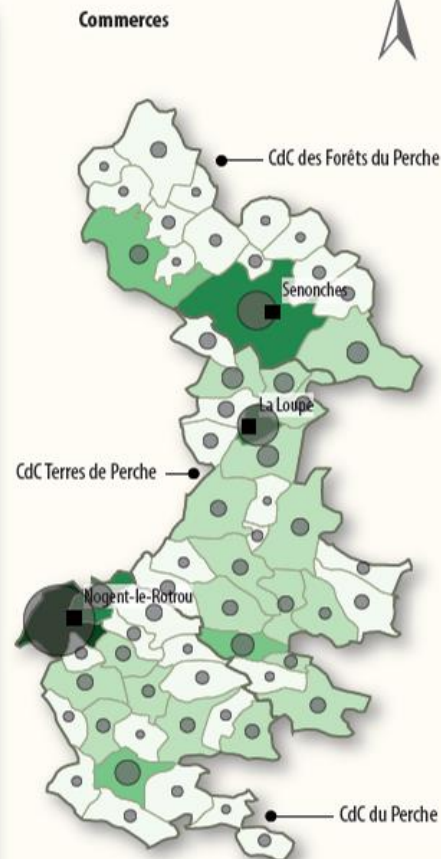 Commerces
CdC des Forêts du Perche
Senonches
La Loupe
CdC Terres de Perche
Nogent-le-Rotrou
CdC du Perche